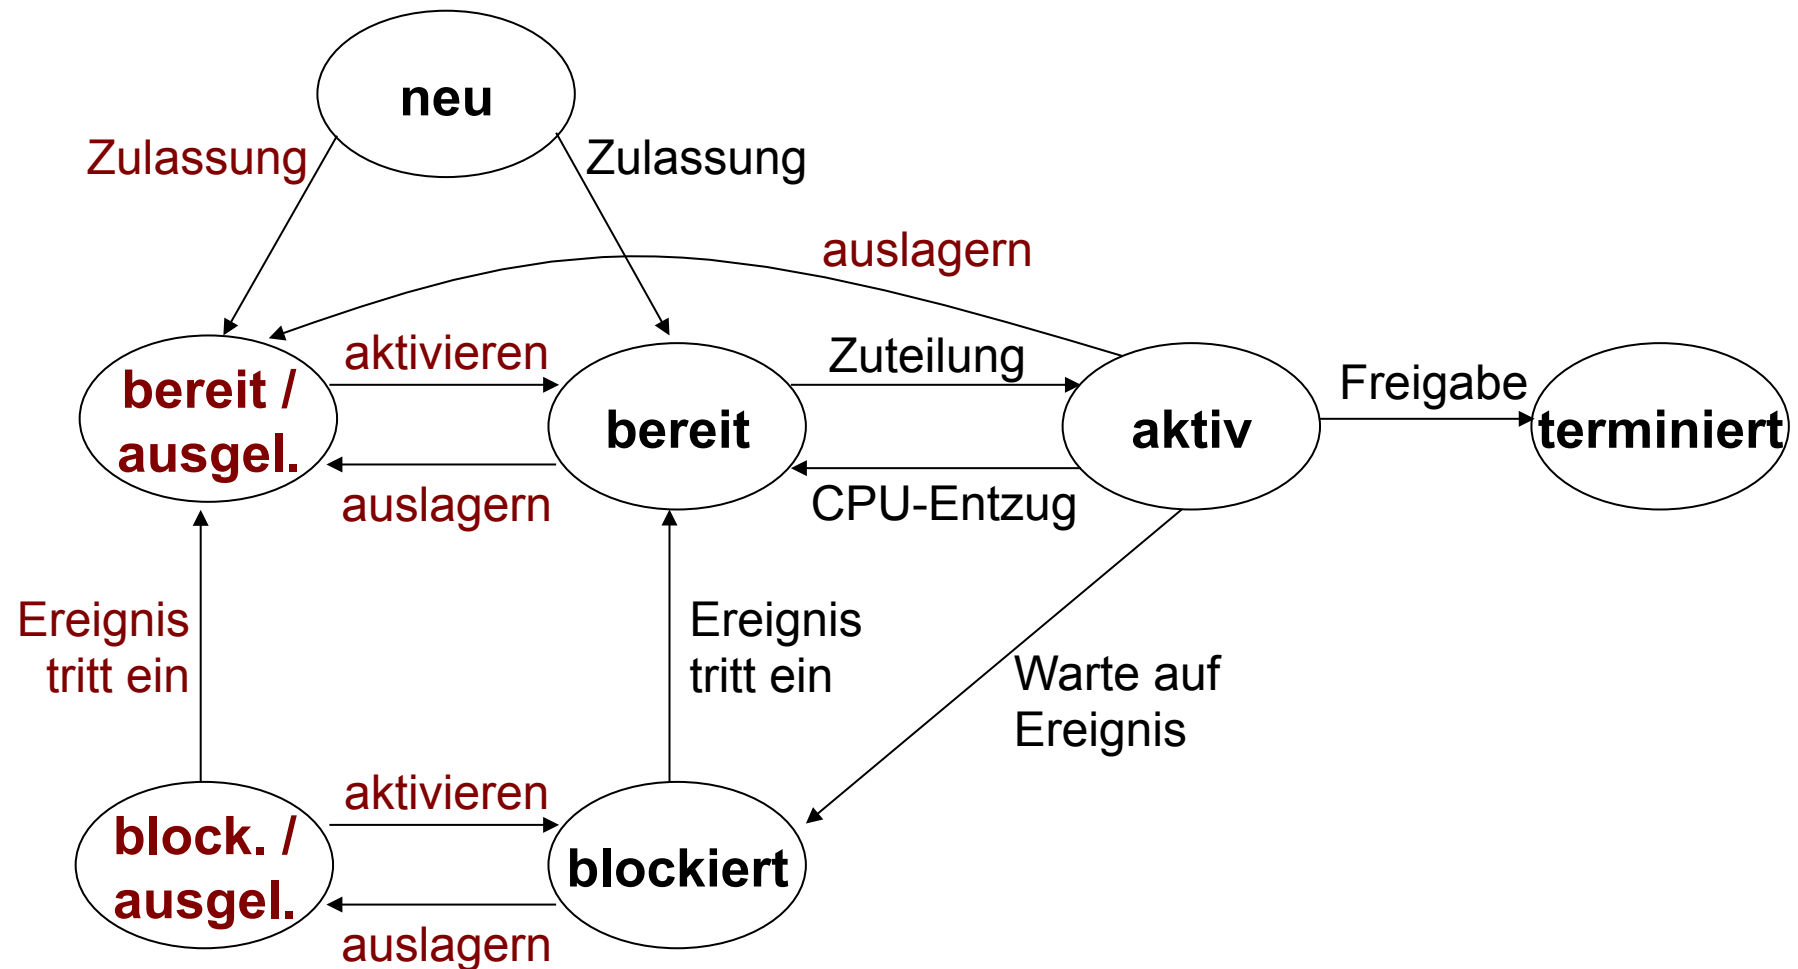 neu
Zulassung
Zulassung
auslagern
aktivieren
Zuteilung
Freigabe
bereit /
ausgel.
bereit
aktiv
terminiert
auslagern
CPU-Entzug
Ereignis
tritt ein
Ereignis
tritt ein
Warte auf
Ereignis
aktivieren
block. /
ausgel.
blockiert
auslagern